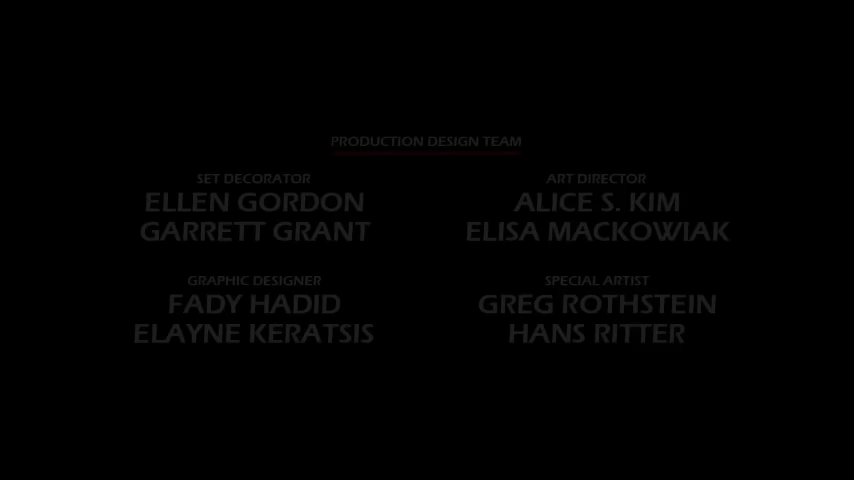 PRODUCTION DESIGN TEAM
SET DECORATOR
ELLEN GORDON
GARRETT GRANT
ART DIRECTOR
ALICE S. KIM
ELISA MACKOWIAK
GRAPHIC DESIGNER
FADY HADID
ELAYNE KERATSIS
SPECIAL ARTIST
GREG ROTHSTEIN
HANS RITTER